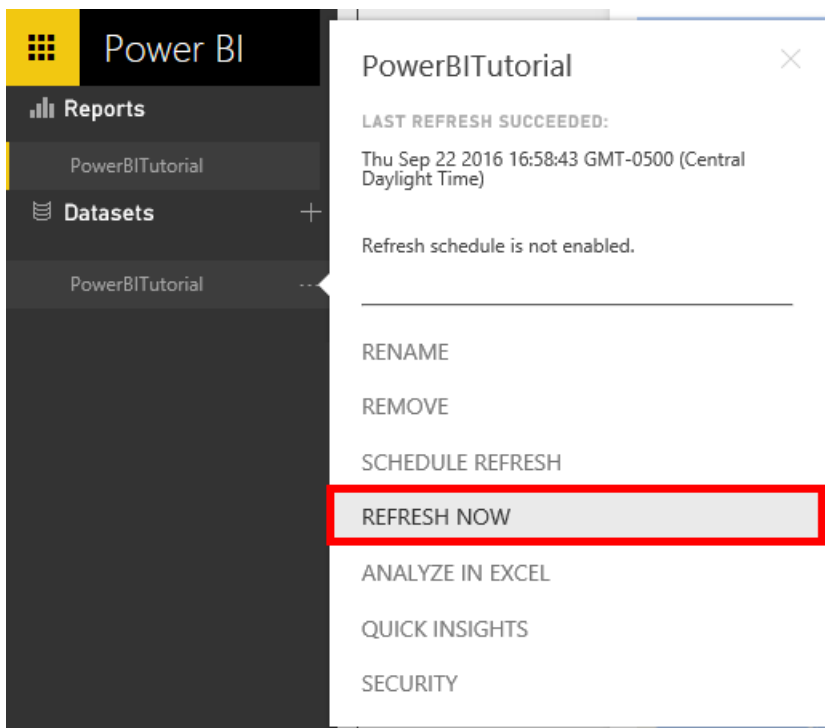 Power BI
Reports
PowerBITutorial
Datasets
PowerBITutorial
PowerBITutorial
LAST REFRESH SUCCEEDED:
Thu Sep 22 2016 16:58:43 GMT-0500 (Central
Daylight Time)
Refresh schedule is not enabled.
RENAME
REMOVE
SCHEDULE REFRESH
REFRESH NOW
ANALYZE IN EXCEL
QUICK INSIGHTS
SECURITY